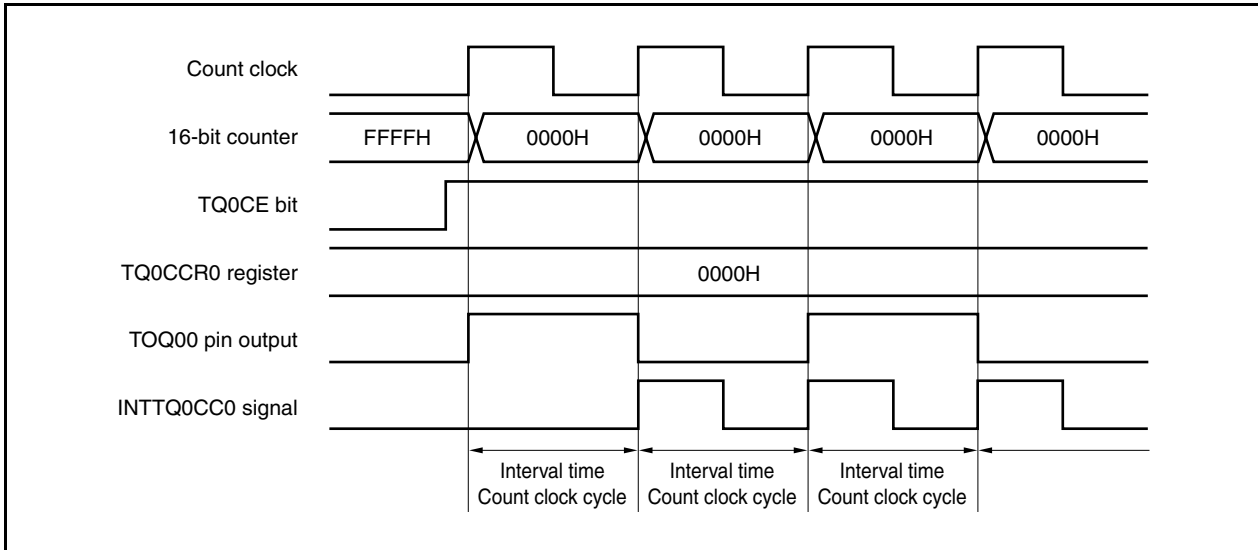 Count clock
16-bit counter
FFFFH 0000H 0000H 0000H 0000H
TQ0CE bit
TQ0CCR0 register
0000H
TOQ00 pin output
INTTQ0CC0 signal
Interval time
Count clock cycle
Interval time
Count clock cycle
Interval time
Count clock cycle